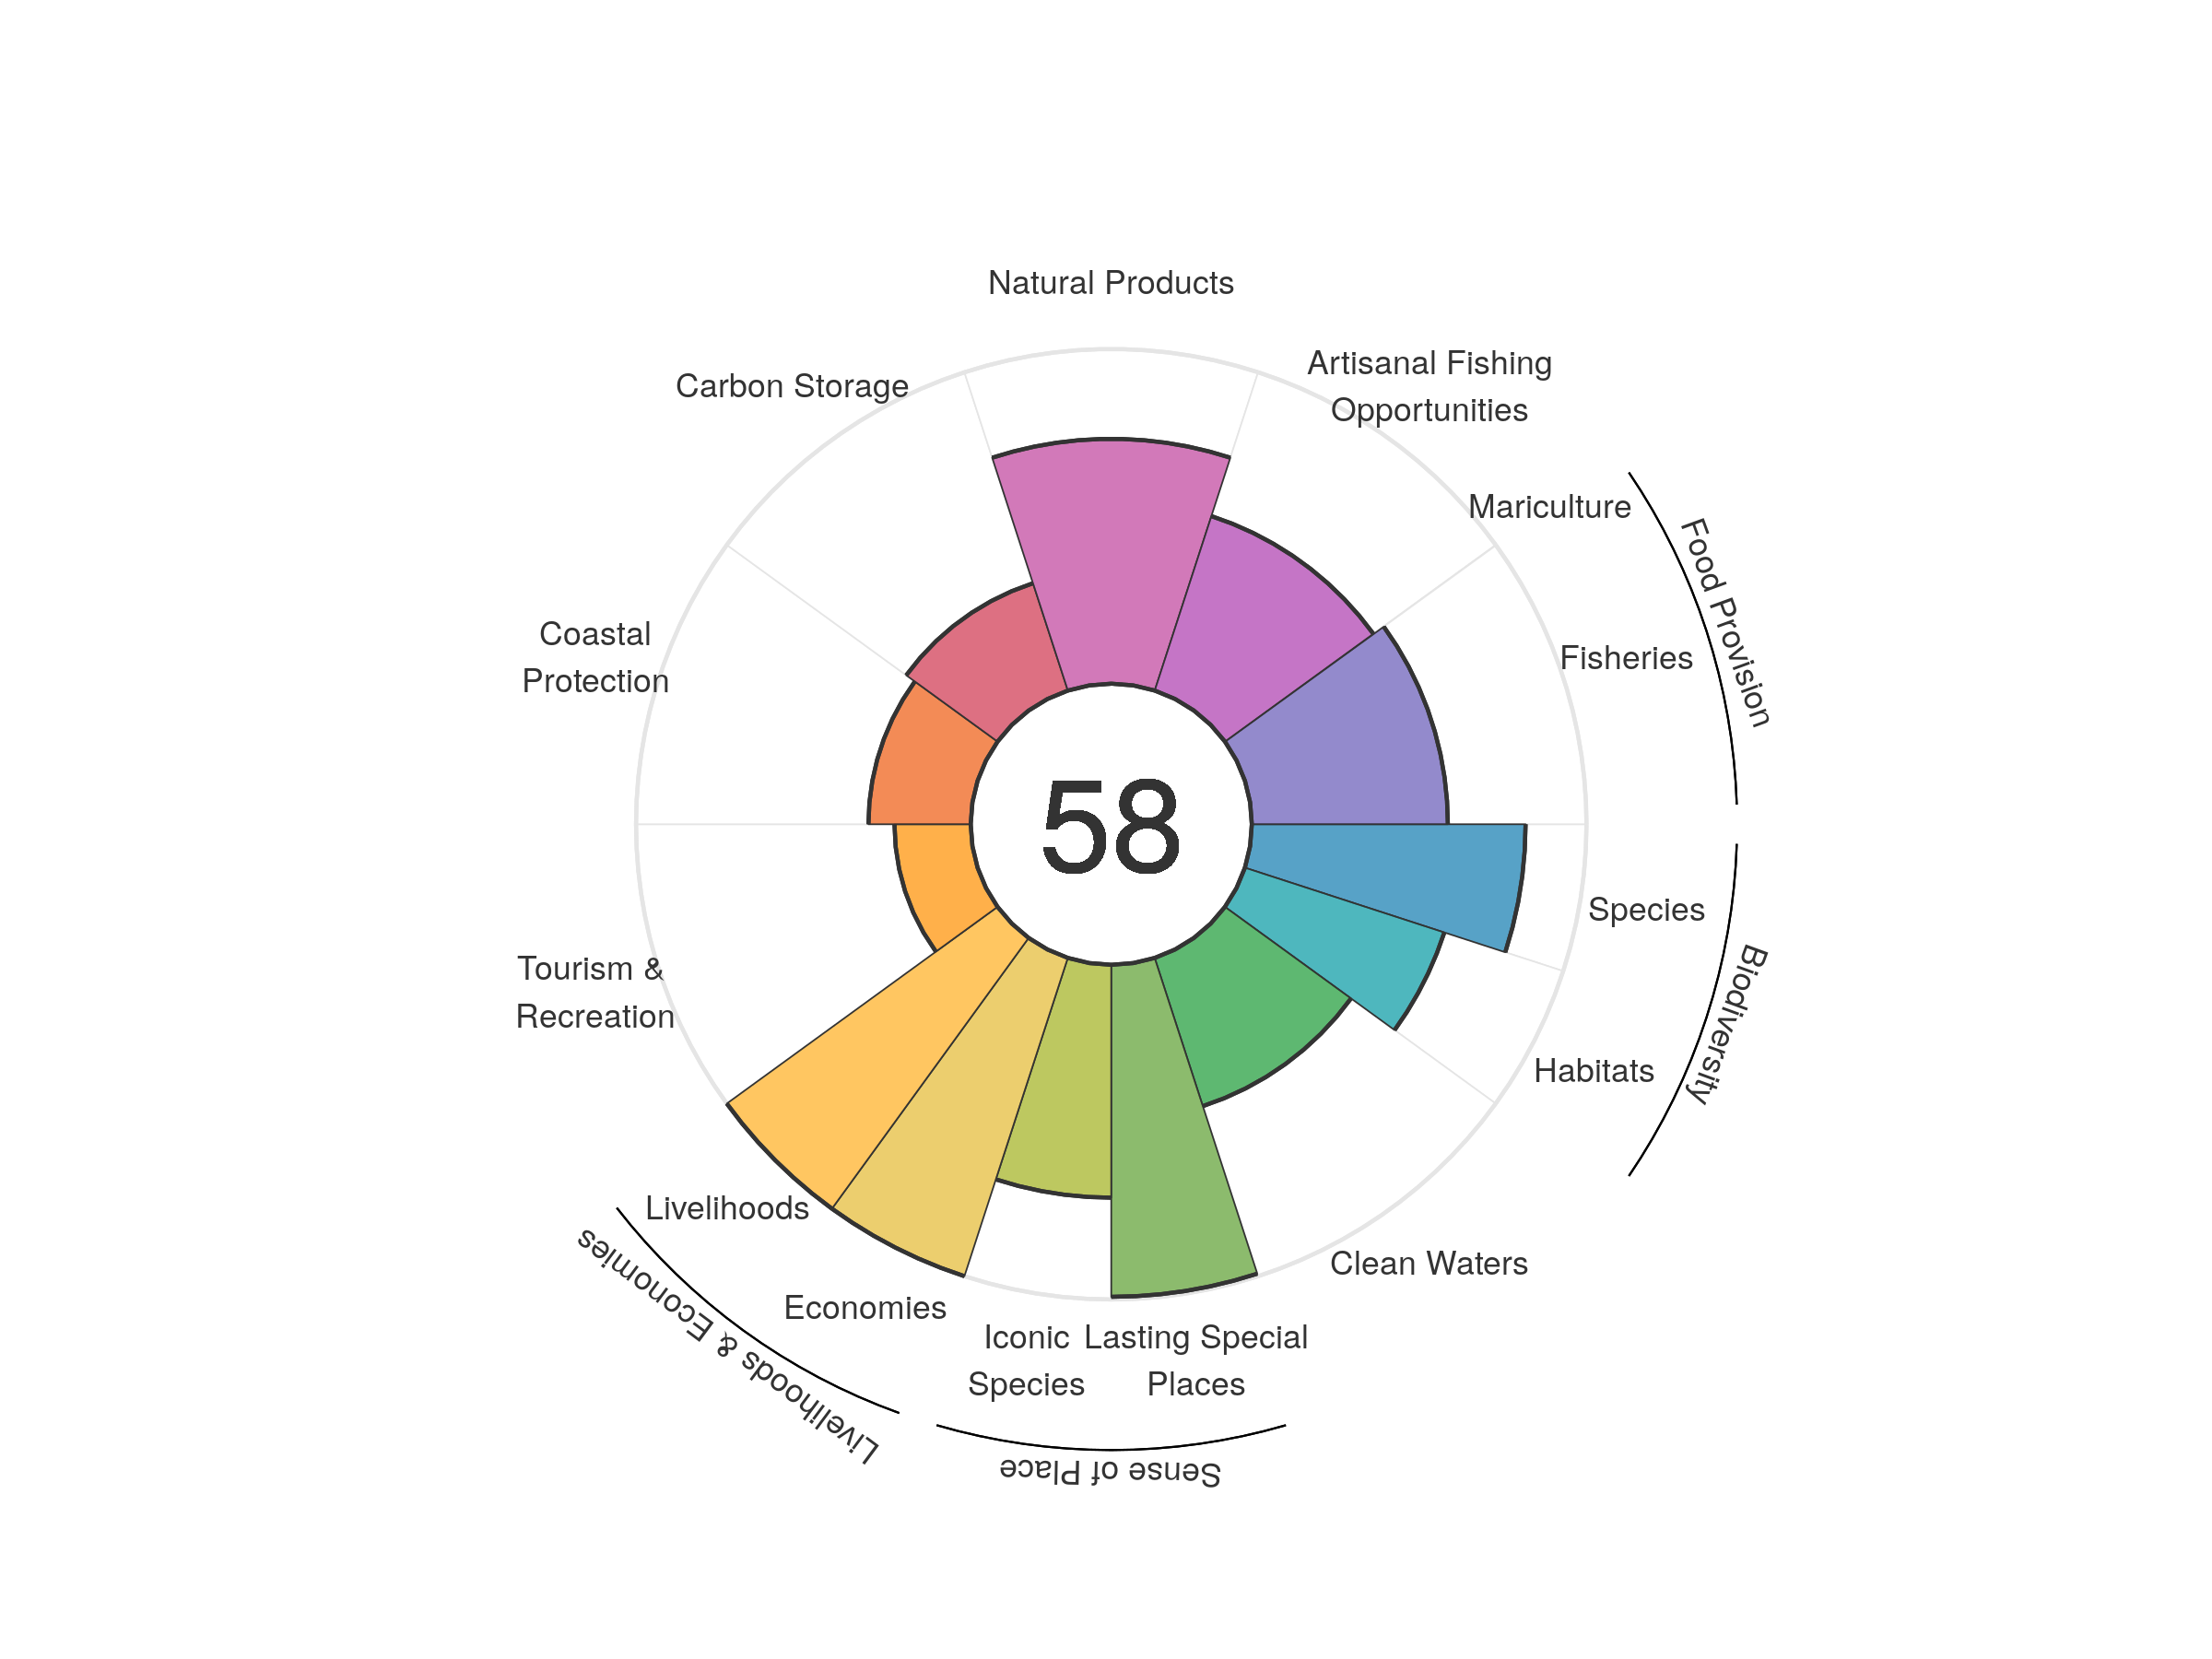 Natural Products
Artisanal Fishing
Opportunities
Carbon Storage
Mariculture
Food Provision
Fisheries
Coastal
Protection
58
Species
Biodiversity
Tourism &
Recreation
Habitats
Livelihoods
Clean Waters
Economies
Livelihoods & Economies
Iconic
Species
Lasting Special
Places
Sense of Place